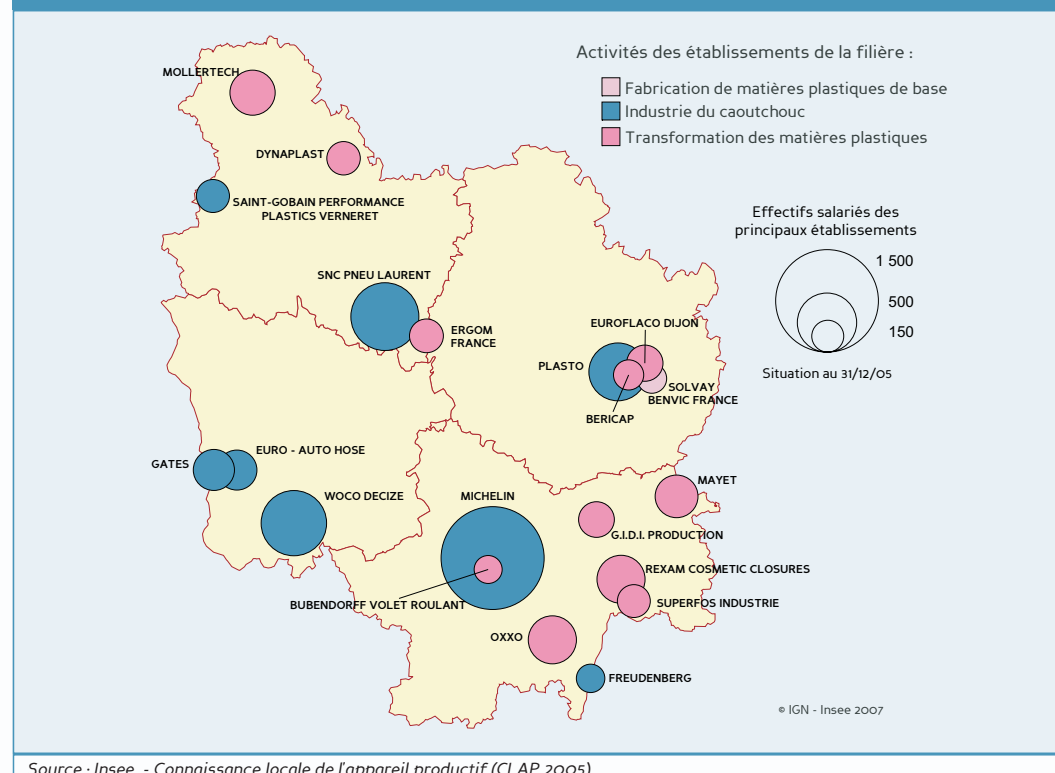 Activités des établissements de la filière :
Fabrication de matières plastiques de base
Industrie du caoutchouc
Transformation des matières plastiques
Effectifs salariés des
principaux établissements
1 500
500
150
Situation au 31/12/05
MOLLERTECH
DYNAPLAST
SAINT-GOBAIN PERFORMANCE
PLASTICS VERNERET
SNC PNEU LAURENT
ERGOM
FRANCE
EUROFLACO DIJON
PLASTO
SOLVAY
BENVIC FRANCE
BERICAP
GATES
EURO - AUTO HOSE
WOCO DECIZE
MICHELIN
MAYET
G.I.D.I. PRODUCTION
REXAM COSMETIC CLOSURES
BUBENDORFF VOLET ROULANT
SUPERFOS INDUSTRIE
OXXO
FREUDENBERG
© IGN - Insee 2007
Source : Insee - Connaissance locale de l'appareil productif (CLAP 2005)